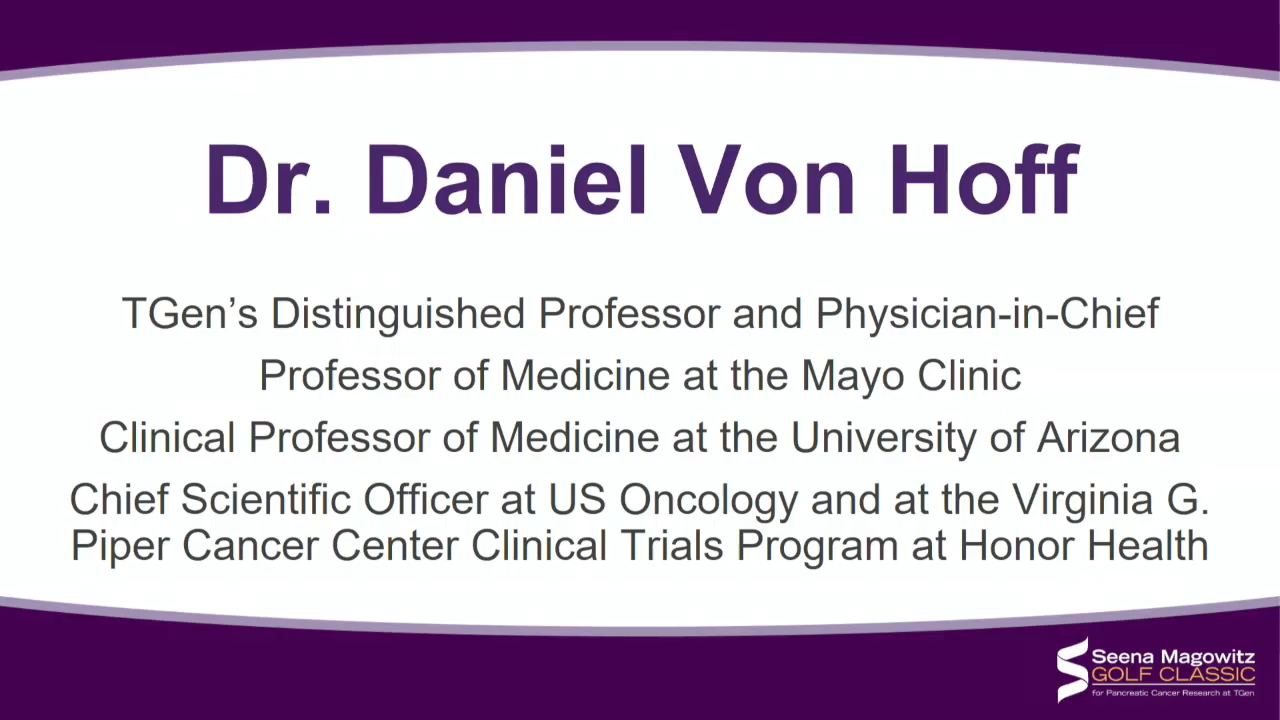 Dr. Daniel Von Hoff
TGen’s Distinguished Professor and Physician-in-Chief
Professor of Medicine at the Mayo Clinic
Clinical Professor of Medicine at the University of Arizona
Chief Scientific Officer at US Oncology and at the Virginia G.
Piper Cancer Center Clinical Trials Program at Honor Health
Seena Magowitz
GOLF CLASSIC
for Pancreatic Cancer Research at TGen